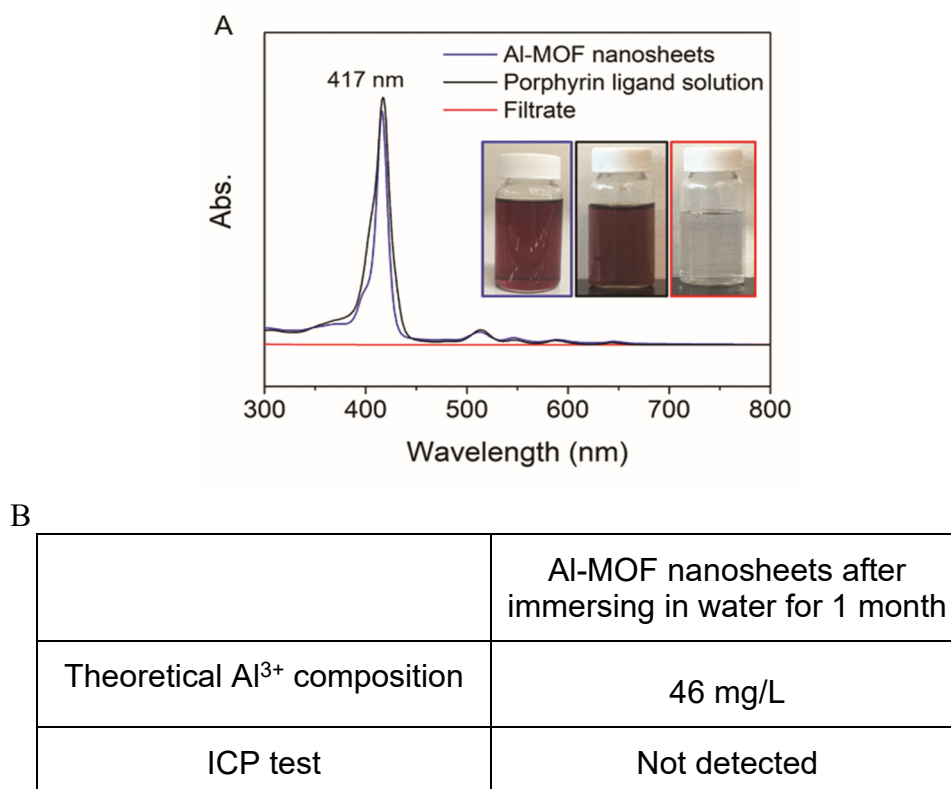 A
417 nm
Al-MOF nanosheets
Porphyrin ligand solution
Filtrate
Abs.
300 400 500 600 700 800
Wavelength (nm)
B
Al-MOF nanosheets after
immersing in water for 1 month
Theoretical Al³⁺ composition
46 mg/L
ICP test
Not detected